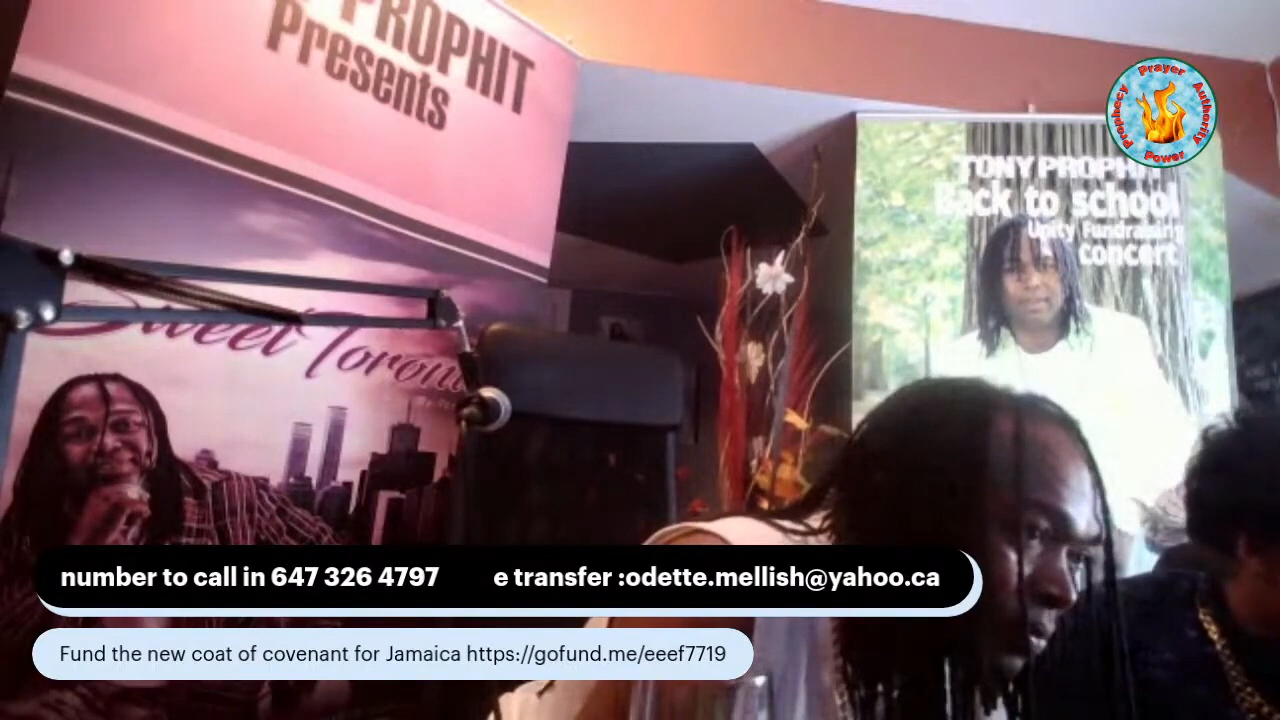 PROPHIT
Presents
Prophecy Prayer Authority Power
TONY PROPHIT
Back to school
Unity Fundraising
concert
Sweet Toronto
number to call in 647 326 4797 e transfer :odette.mellish@yahoo.ca
Fund the new coat of covenant for Jamaica https://gofund.me/eeef7719